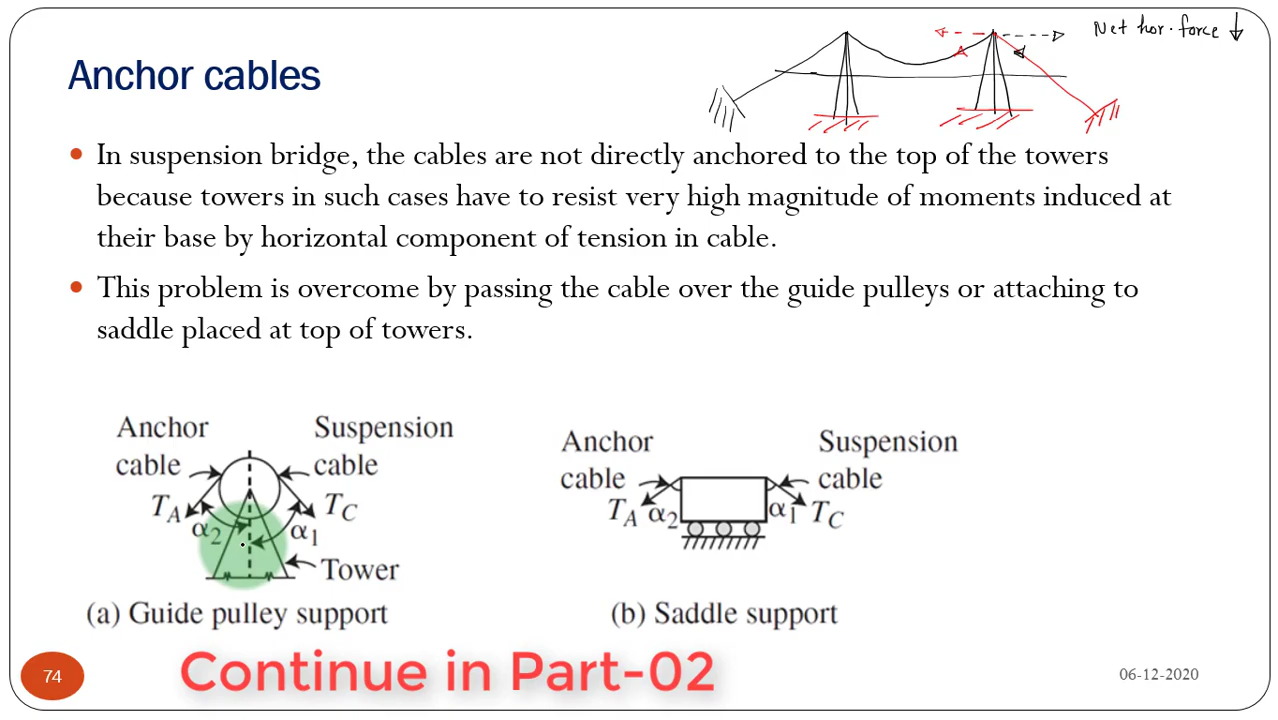 Net hor. force ↓
Anchor cables
• In suspension bridge, the cables are not directly anchored to the top of the towers
because towers in such cases have to resist very high magnitude of moments induced at
their base by horizontal component of tension in cable.
• This problem is overcome by passing the cable over the guide pulleys or attaching to
saddle placed at top of towers.
Anchor
cable
Suspension
cable
T_A
α2
α1
T_C
Tower
(a) Guide pulley support
Anchor
cable
Suspension
cable
T_A
α2
α1
T_C
(b) Saddle support
Continue in Part-02
74
06-12-2020